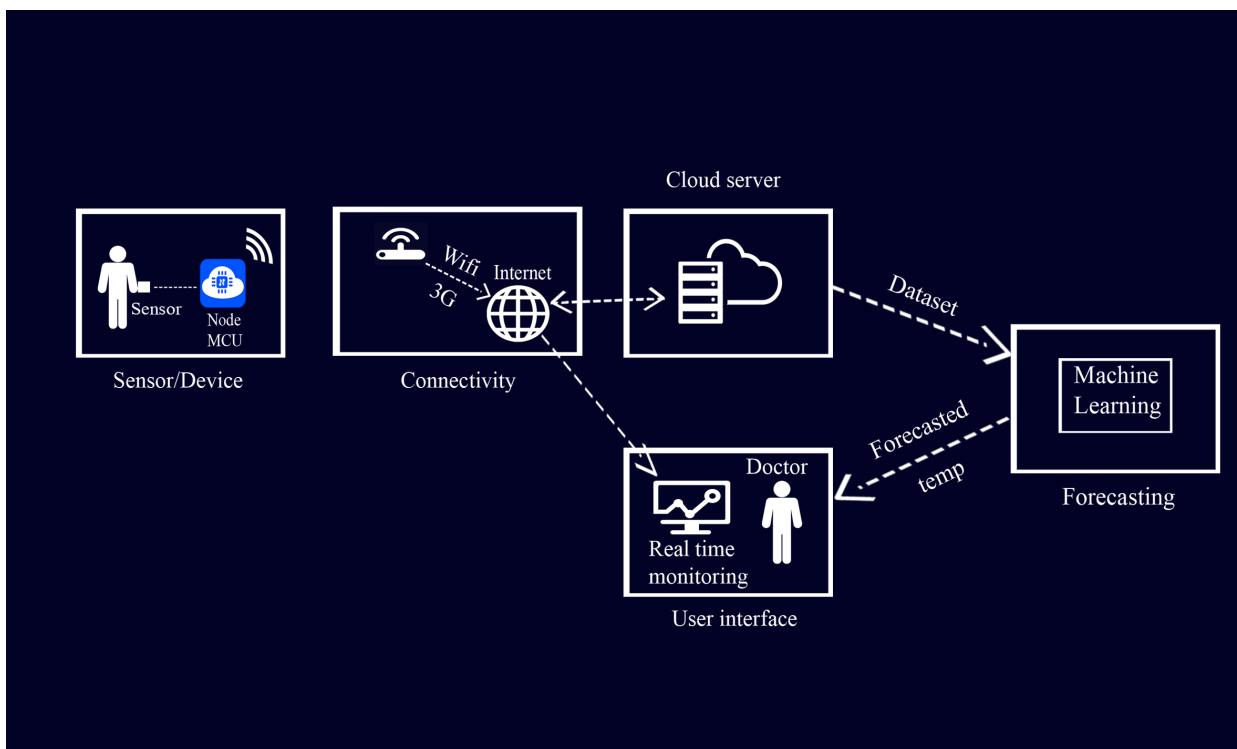 Cloud server
Sensor
Node
MCU
Sensor/Device
Wifi
3G
Internet
Connectivity
Dataset
Machine
Learning
Forecasting
Forecasted
temp
Doctor
Real time
monitoring
User interface